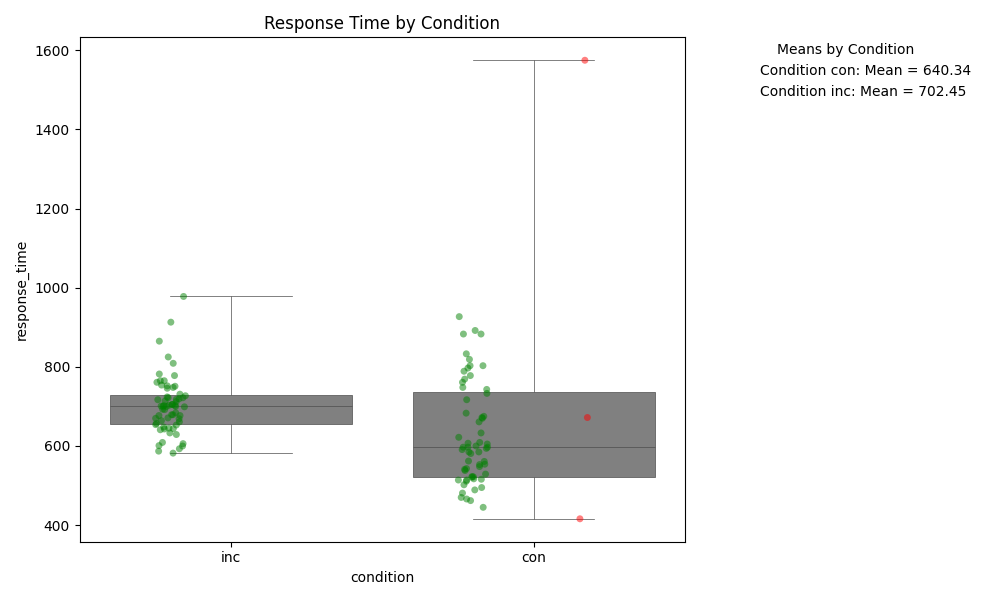 Response Time by Condition
Means by Condition
Condition con: Mean = 640.34
Condition inc: Mean = 702.45
1600
1400
1200
1000
800
600
400
response_time
inc
con
condition